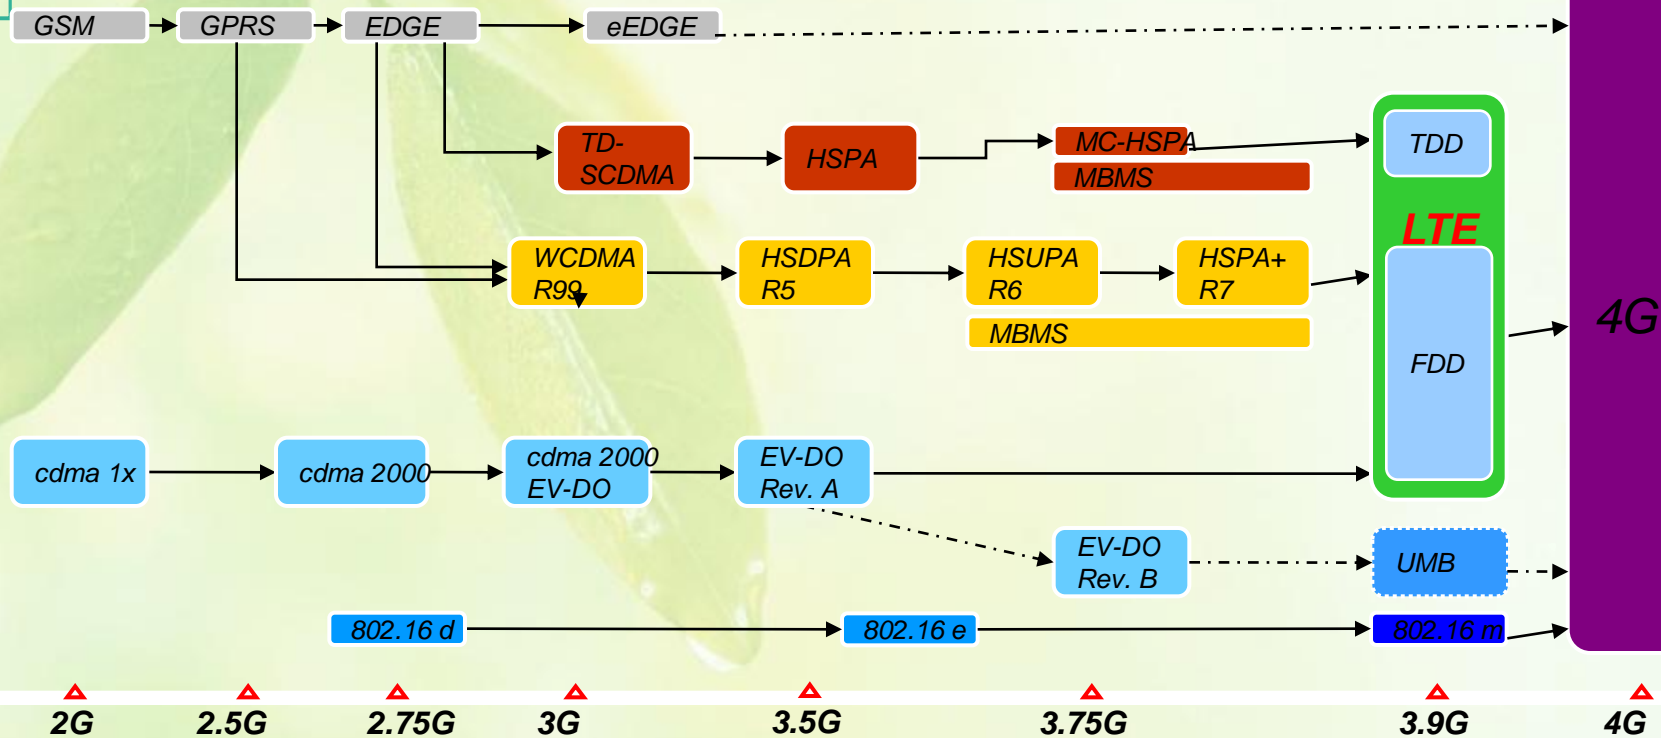 GSM
GPRS
EDGE
eEDGE
TD-
SCDMA
HSPA
MC-HSPA
MBMS
TDD
LTE
WCDMA
R99
HSDPA
R5
HSUPA
R6
HSPA+
R7
MBMS
FDD
4G
cdma 1x
cdma 2000
cdma 2000
EV-DO
EV-DO
Rev. A
EV-DO
Rev. B
UMB
802.16 d
802.16 e
802.16 m
2G
2.5G
2.75G
3G
3.5G
3.75G
3.9G
4G